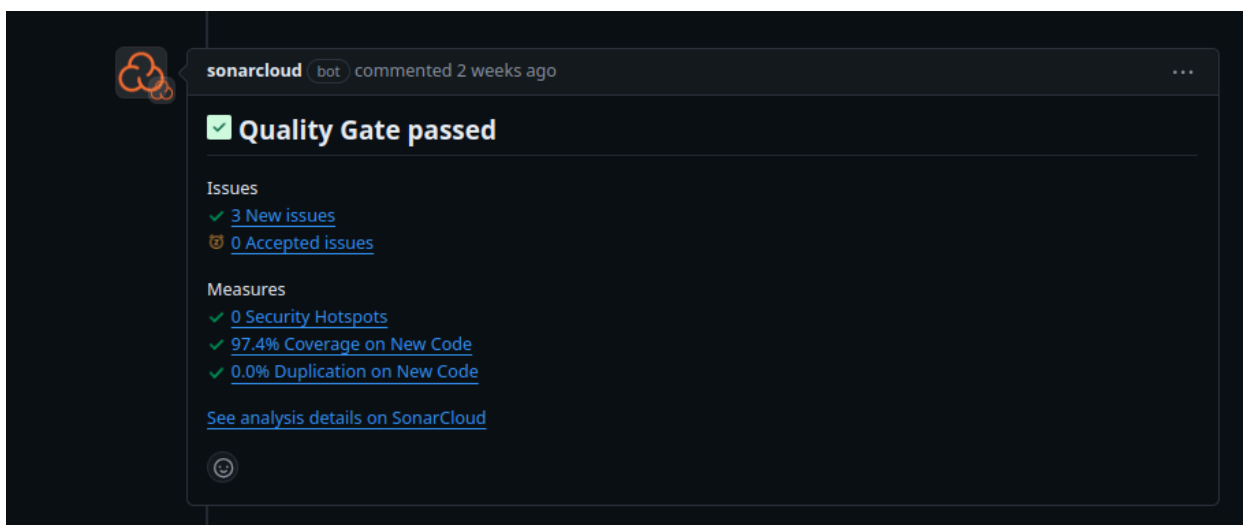 sonarcloud bot commented 2 weeks ago
Quality Gate passed
Issues
3 New issues
0 Accepted issues
Measures
0 Security Hotspots
97.4% Coverage on New Code
0.0% Duplication on New Code
See analysis details on SonarCloud